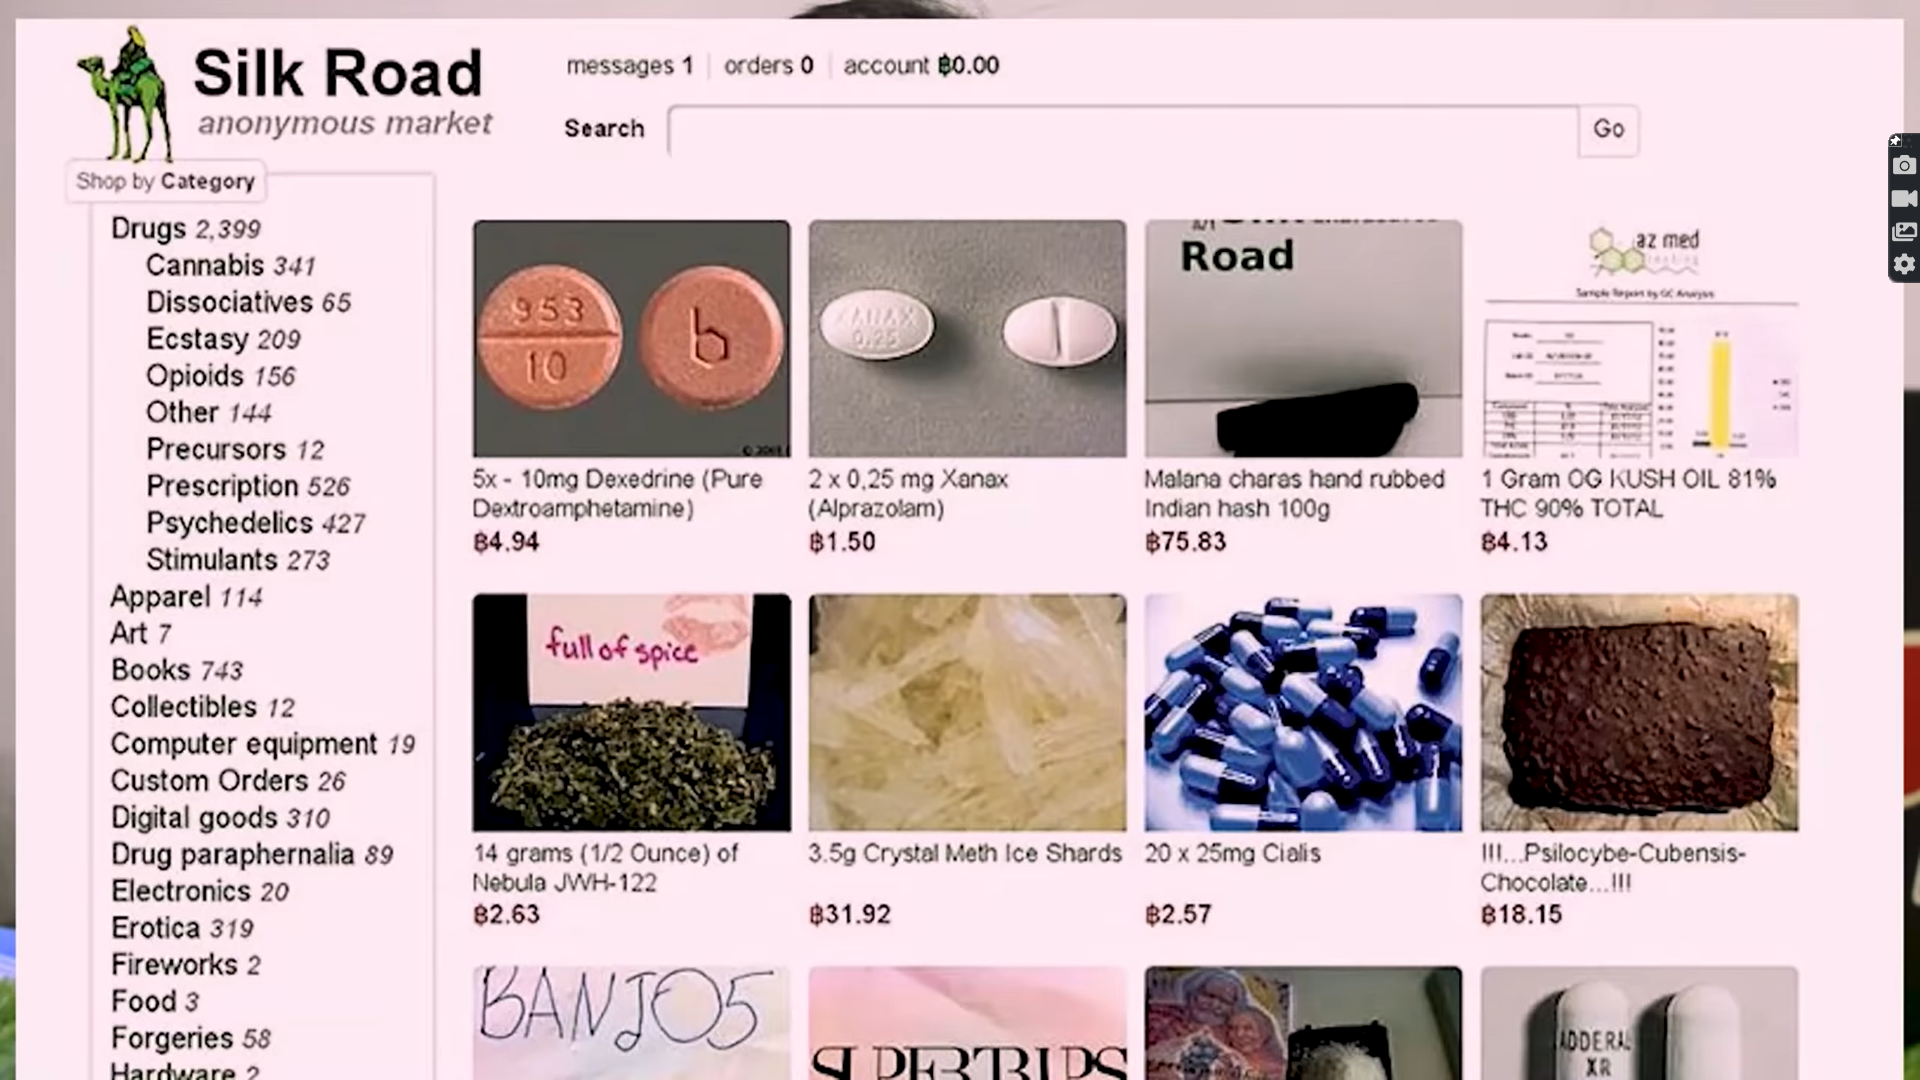 Silk Road
anonymous market
messages 1
orders 0
account ฿0.00
Search
Go
Shop by Category
Drugs 2,399
Cannabis 341
Dissociatives 65
Ecstasy 209
Opioids 156
Other 144
Precursors 12
Prescription 526
Psychedelics 427
Stimulants 273
Apparel 114
Art 7
Books 743
Collectibles 12
Computer equipment 19
Custom Orders 26
Digital goods 310
Drug paraphernalia 89
Electronics 20
Erotica 319
Fireworks 2
Food 3
Forgeries 58
Hardware 2
953
10
b
5x - 10mg Dexedrine (Pure
Dextroamphetamine)
฿4.94
XANAX
0.25
2 x 0,25 mg Xanax
(Alprazolam)
฿1.50
Road
Malana charas hand rubbed
Indian hash 100g
฿75.83
az med
testing
Sample Report by GC Analysis
1 Gram OG KUSH OIL 81%
THC 90% TOTAL
฿4.13
full of spice
14 grams (1/2 Ounce) of
Nebula JWH-122
฿2.63
3.5g Crystal Meth Ice Shards
฿31.92
20 x 25mg Cialis
฿2.57
!!!...Psilocybe-Cubensis-
Chocolate...!!!
฿18.15
BANJO5
SUPERTRIPS
ADDERALL
XR